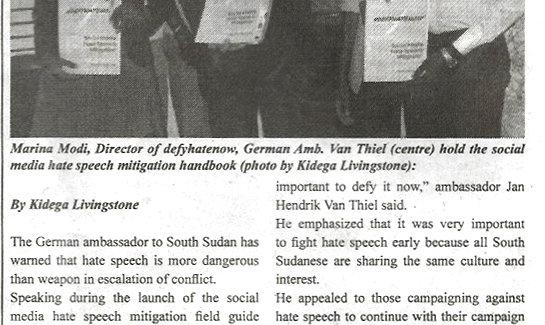 Marina Modi, Director of defyhatenow, German Amb. Van Thiel (centre) hold the social
media hate speech mitigation handbook (photo by Kidega Livingstone):
By Kidega Livingstone
The German ambassador to South Sudan has
warned that hate speech is more dangerous
than weapon in escalation of conflict.
Speaking during the launch of the social
media hate speech mitigation field guide
important to defy it now,” ambassador Jan
Hendrik Van Thiel said.
He emphasized that it was very important
to fight hate speech early because all South
Sudanese are sharing the same culture and
interest.
He appealed to those campaigning against
hate speech to continue with their campaign